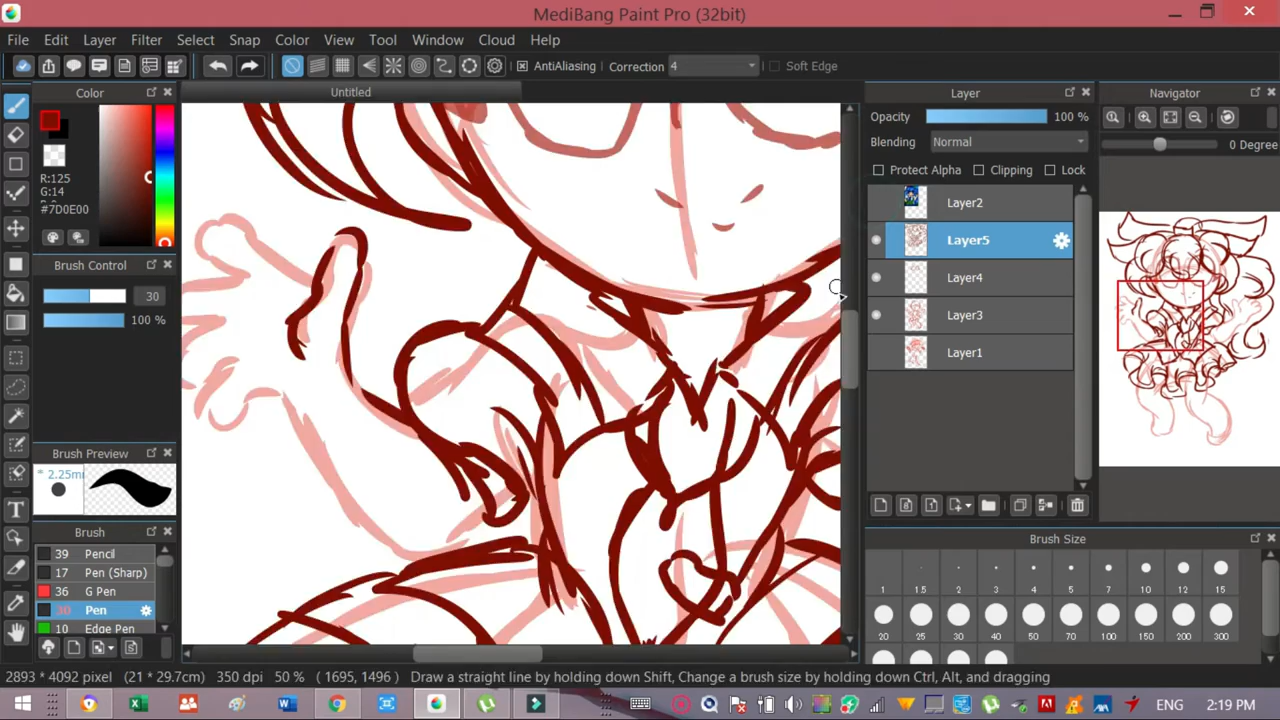 MediBang Paint Pro (32bit)
File Edit Layer Filter Select Snap Color View Tool Window Cloud Help
AntiAliasing Correction 4 Soft Edge
Color
R:125
G:14
#7D0E00
Brush Control
30
100 %
Brush Preview
* 2.25m
Brush
39 Pencil
17 Pen (Sharp)
36 G Pen
30 Pen
10 Edge Pen
Untitled
Layer
Opacity 100 %
Blending Normal
Protect Alpha Clipping Lock
Layer2
Layer5
Layer4
Layer3
Layer1
Navigator
0 Degree
Brush Size
1 1.5 2 3 4 5 7 10 12 15
20 25 30 40 50 70 100 150 200 300
2893 * 4092 pixel (21 * 29.7cm) 350 dpi 50 % (1695, 1496) Draw a straight line by holding down Shift, Change a brush size by holding down Ctrl, Alt, and dragging
ENG 2:19 PM